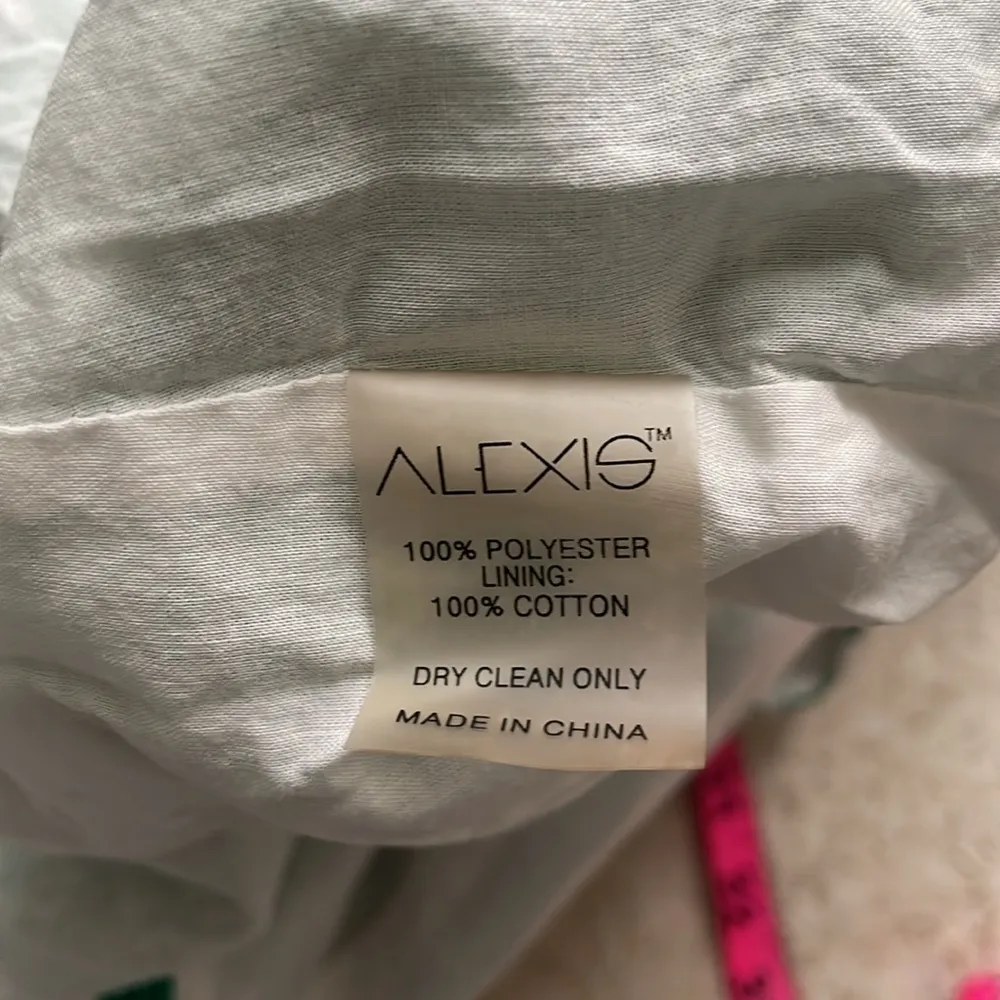 ALEXIS™
100% POLYESTER
LINING:
100% COTTON
DRY CLEAN ONLY
MADE IN CHINA